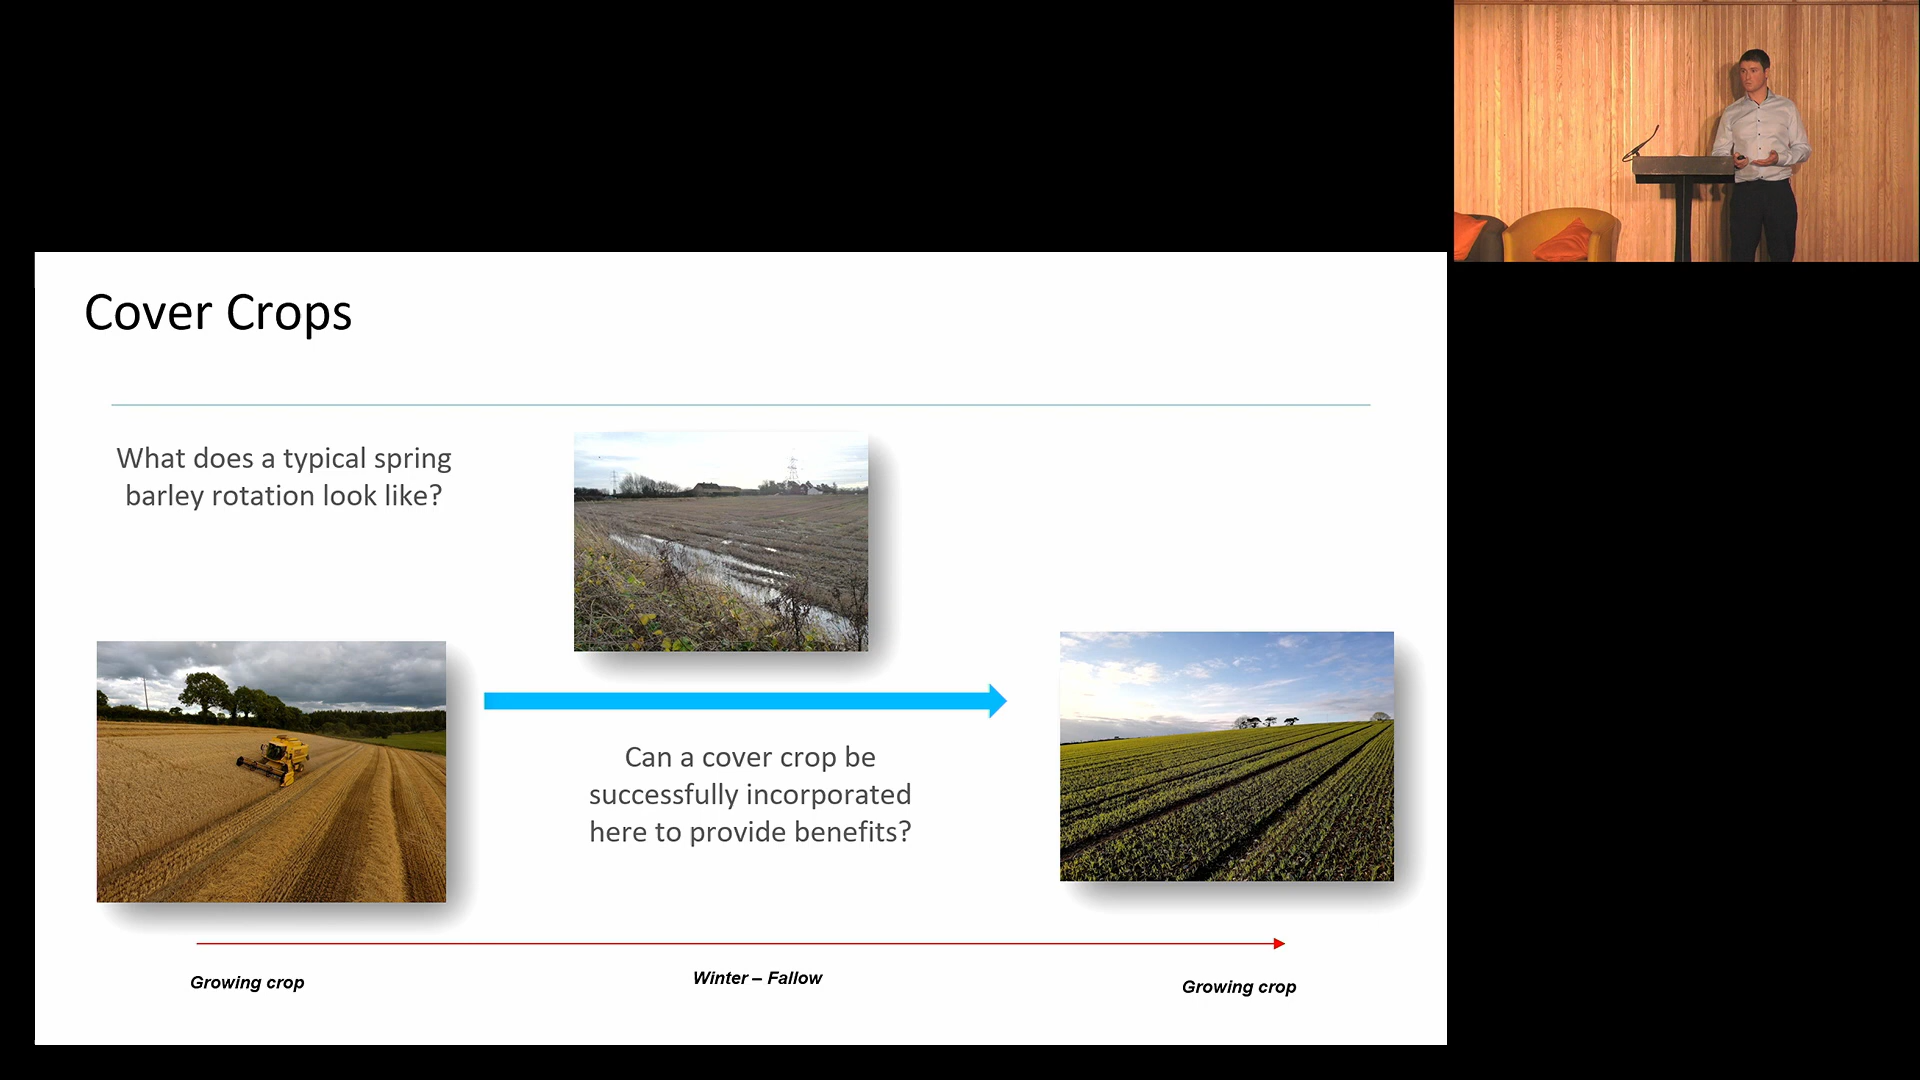 Cover Crops
What does a typical spring
barley rotation look like?
Can a cover crop be
successfully incorporated
here to provide benefits?
Growing crop
Winter – Fallow
Growing crop